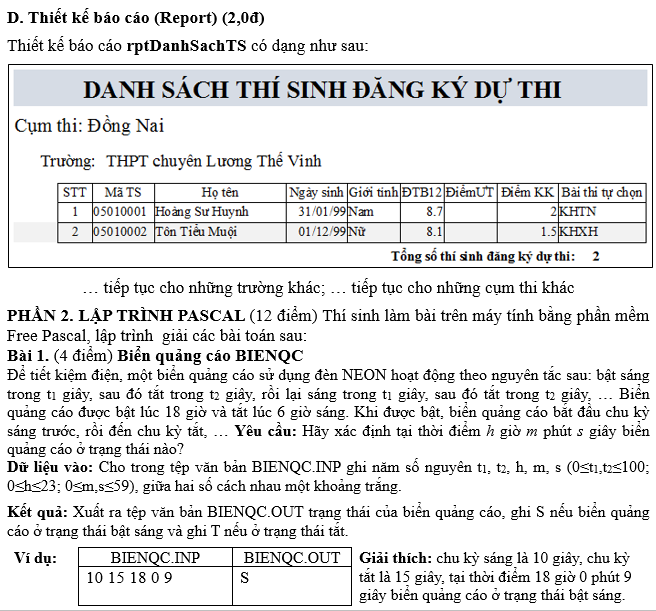 D. Thiết kế báo cáo (Report) (2,0đ)
Thiết kế báo cáo rptDanhSachTS có dạng như sau:
DANH SÁCH THÍ SINH ĐĂNG KÝ DỰ THI
Cụm thi: Đồng Nai
Trường: THPT chuyên Lương Thế Vinh
STT Mã TS Họ tên Ngày sinh Giới tính ĐTB12 ĐiểmƯT Điểm KK Bài thi tự chọn
1 05010001 Hoàng Sư Huynh 31/01/99 Nam 8.7 2 KHTN
2 05010002 Tôn Tiểu Muội 01/12/99 Nữ 8.1 1.5 KHXH
Tổng số thí sinh đăng ký dự thi: 2
… tiếp tục cho những trường khác; … tiếp tục cho những cụm thi khác
PHẦN 2. LẬP TRÌNH PASCAL (12 điểm) Thí sinh làm bài trên máy tính bằng phần mềm
Free Pascal, lập trình giải các bài toán sau:
Bài 1. (4 điểm) Biển quảng cáo BIENQC
Để tiết kiệm điện, một biển quảng cáo sử dụng đèn NEON hoạt động theo nguyên tắc sau: bật sáng
trong t1 giây, sau đó tắt trong t2 giây, rồi lại sáng trong t1 giây, sau đó tắt trong t2 giây, … Biển
quảng cáo được bật lúc 18 giờ và tắt lúc 6 giờ sáng. Khi được bật, biển quảng cáo bắt đầu chu kỳ
sáng trước, rồi đến chu kỳ tắt, … Yêu cầu: Hãy xác định tại thời điểm h giờ m phút s giây biển
quảng cáo ở trạng thái nào?
Dữ liệu vào: Cho trong tệp văn bản BIENQC.INP ghi năm số nguyên t1, t2, h, m, s (0≤t1,t2≤100;
0≤h≤23; 0≤m,s≤59), giữa hai số cách nhau một khoảng trắng.
Kết quả: Xuất ra tệp văn bản BIENQC.OUT trạng thái của biển quảng cáo, ghi S nếu biển quảng
cáo ở trạng thái bật sáng và ghi T nếu ở trạng thái tắt.
Ví dụ: BIENQC.INP BIENQC.OUT Giải thích: chu kỳ sáng là 10 giây, chu kỳ
10 15 18 0 9 S tắt là 15 giây, tại thời điểm 18 giờ 0 phút 9
giây biển quảng cáo ở trạng thái bật sáng.